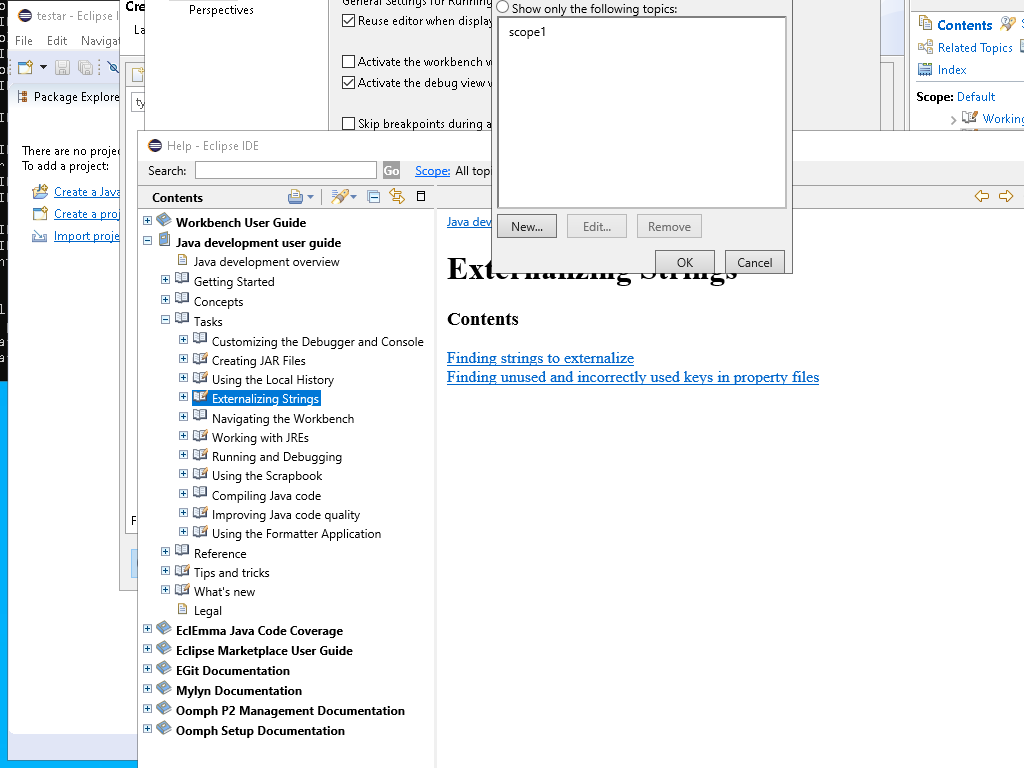 testar - Eclipse I
File Edit Navigat
Package Explore
There are no projec
To add a project:
Create a Java
Create a proj
Import proje
Cre
La
ty
F
Perspectives
General Settings for Running
Reuse editor when display
Activate the workbench w
Activate the debug view w
Skip breakpoints during a
Show only the following topics:
scope1
New...
Edit...
Remove
OK
Cancel
Contents
Related Topics
Index
Scope: Default
Working
Help - Eclipse IDE
Search:
Go
Scope: All topi
Contents
Workbench User Guide
Java development user guide
Java development overview
Getting Started
Concepts
Tasks
Customizing the Debugger and Console
Creating JAR Files
Using the Local History
Externalizing Strings
Navigating the Workbench
Working with JREs
Running and Debugging
Using the Scrapbook
Compiling Java code
Improving Java code quality
Using the Formatter Application
Reference
Tips and tricks
What's new
Legal
EclEmma Java Code Coverage
Eclipse Marketplace User Guide
EGit Documentation
Mylyn Documentation
Oomph P2 Management Documentation
Oomph Setup Documentation
Java dev
Externalizing Strings
Contents
Finding strings to externalize
Finding unused and incorrectly used keys in property files